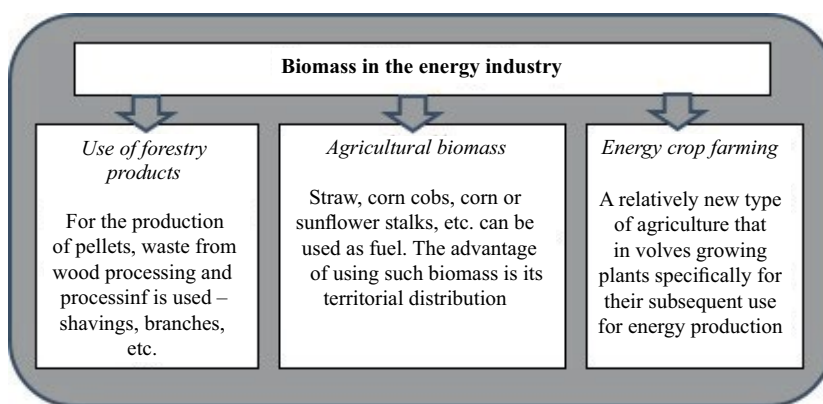 Biomass in the energy industry
Use of forestry
products
For the production
of pellets, waste from
wood processing and
processinf is used –
shavings, branches,
etc.
Agricultural biomass
Straw, corn cobs, corn or
sunflower stalks, etc. can be
used as fuel. The advantage
of using such biomass is its
territorial distribution
Energy crop farming
A relatively new type
of agriculture that
in volves growing
plants specifically for
their subsequent use
for energy production